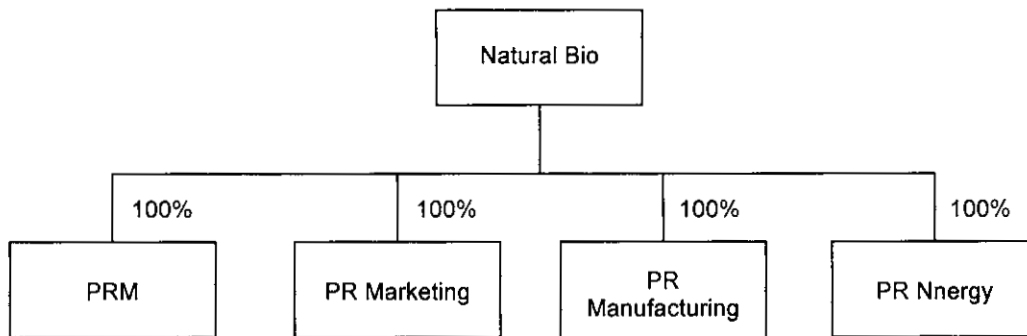 Natural Bio
100%
100%
100%
100%
PRM
PR Marketing
PR
Manufacturing
PR Nnergy